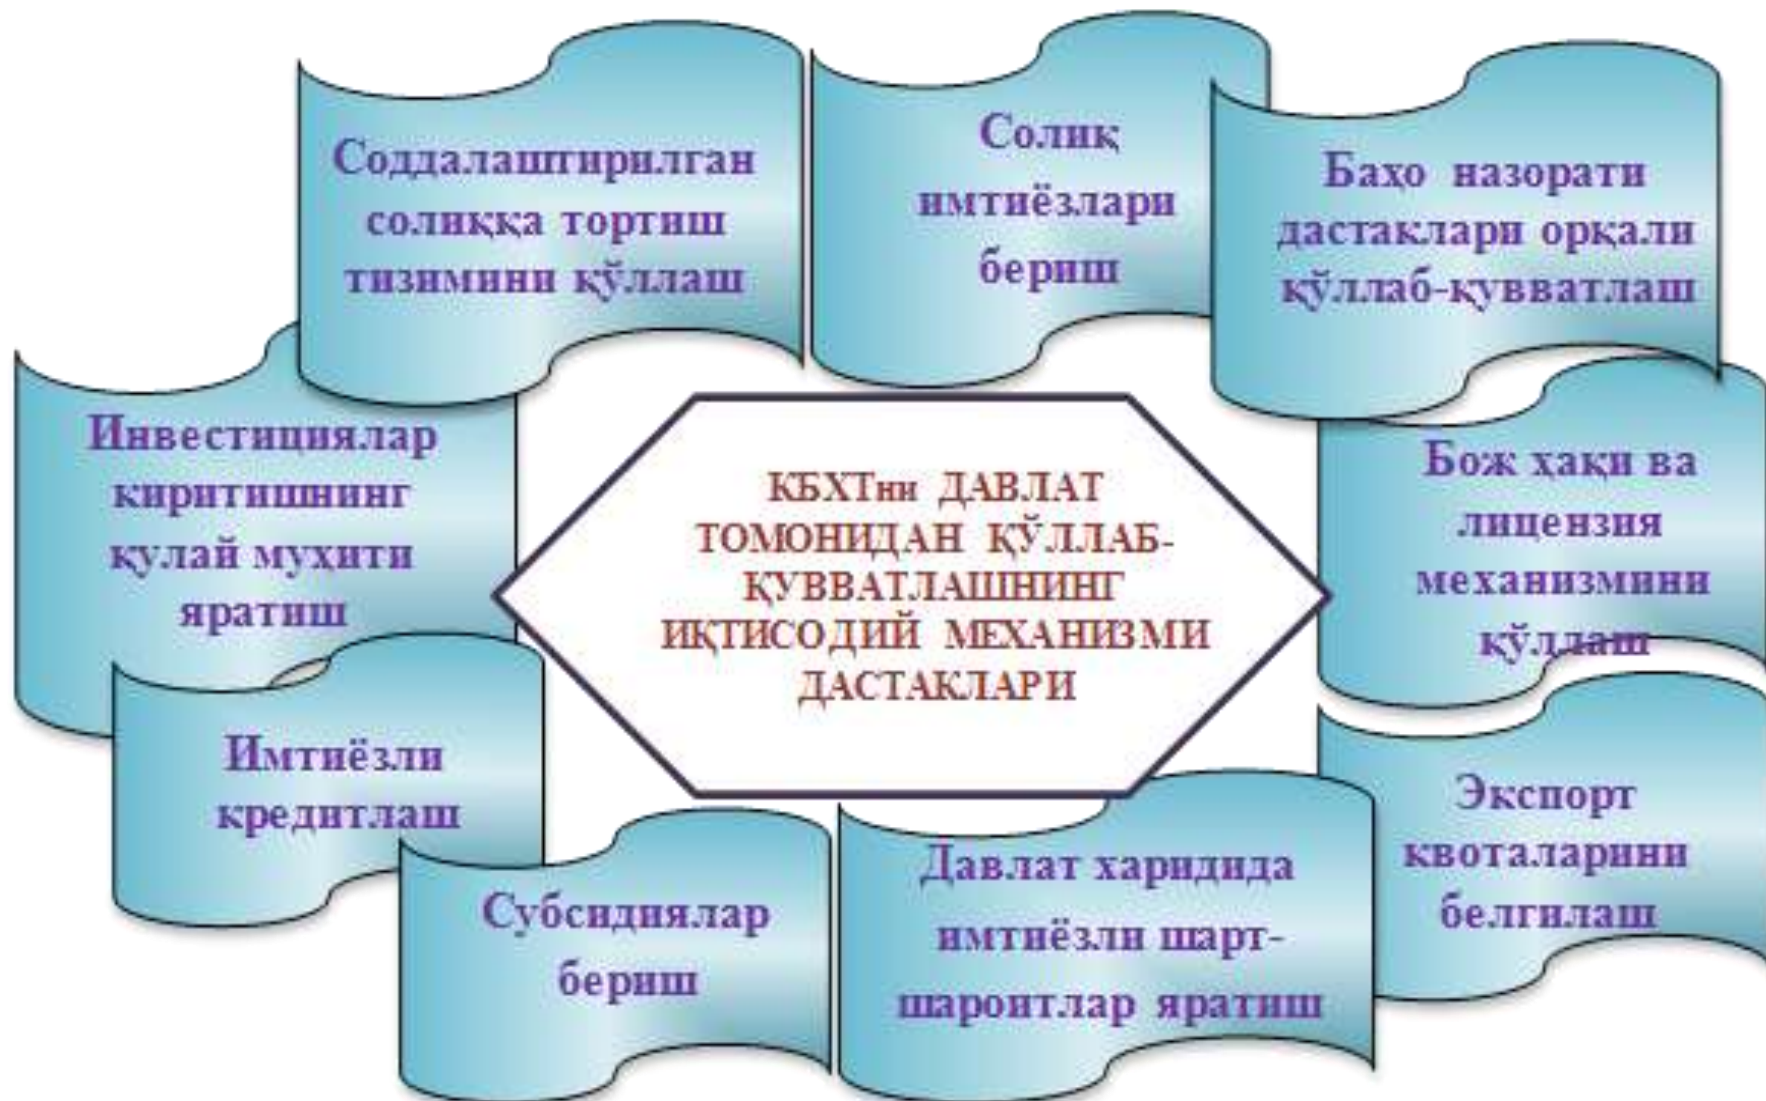 Соддалаштирилган
солиққа тортиш
тизимини қўллаш
Солиқ
имтиёзлари
бериш
Баҳо назорати
дастаклари орқали
қўллаб-қувватлаш
Инвестициялар
киритишнинг
қулай муҳити
яратиш
КБХТни ДАВЛАТ
ТОМОНИДАН ҚЎЛЛАБ-
ҚУВВАТЛАШНИНГ
ИҚТИСОДИЙ МЕХАНИЗМИ
ДАСТАКЛАРИ
Бож ҳақи ва
лицензия
механизмини
қўллаш
Имтиёзли
кредитлаш
Субсидиялар
бериш
Давлат харидида
имтиёзли шарт-
шароитлар яратиш
Экспорт
квоталарини
белгилаш